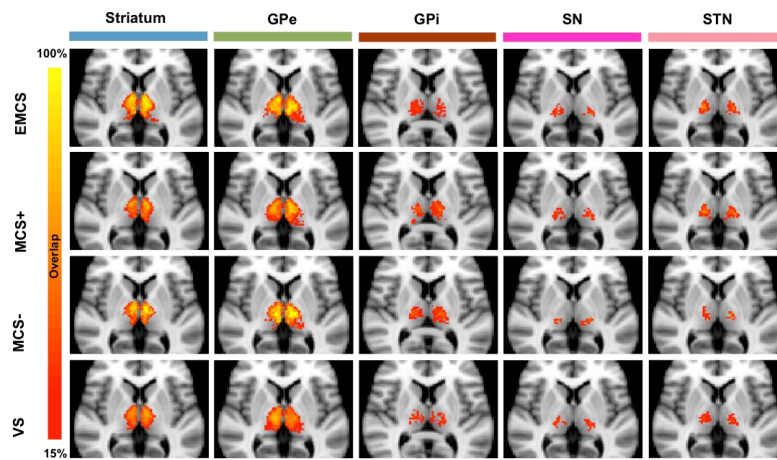 Striatum GPe GPi SN STN
100%
EMCS
MCS+
Overlap
MCS-
VS
15%